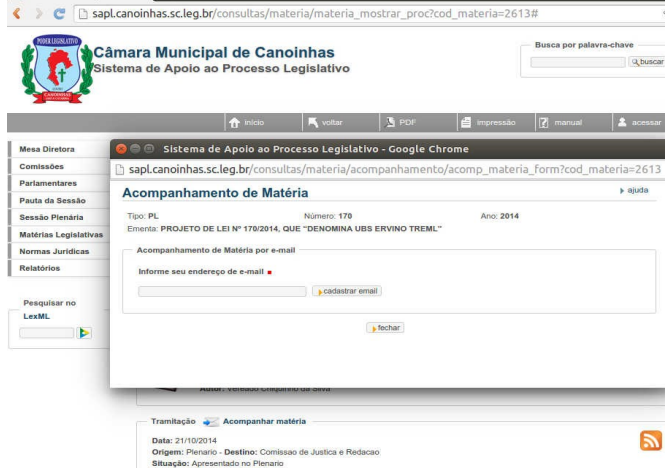 sapl.canoinhas.sc.leg.br/consultas/materia/materia_mostrar_proc?cod_materia=2613#
PODER LEGISLATIVO
CANOINHAS
Câmara Municipal de Canoinhas
Sistema de Apoio ao Processo Legislativo
Busca por palavra-chave
buscar
início voltar PDF impressão manual acessar
Mesa Diretora
Comissões
Parlamentares
Pauta da Sessão
Sessão Plenária
Matérias Legislativas
Normas Jurídicas
Relatórios
Pesquisar no
LexML
Sistema de Apoio ao Processo Legislativo - Google Chrome
sapl.canoinhas.sc.leg.br/consultas/materia/acompanhamento/acomp_materia_form?cod_materia=2613
Acompanhamento de Matéria
ajuda
Tipo: PL Número: 170 Ano: 2014
Ementa: PROJETO DE LEI Nº 170/2014, QUE "DENOMINA UBS ERVINO TREML"
Acompanhamento de Matéria por e-mail
Informe seu endereço de e-mail
cadastrar email
fechar
Autor: Chiquinho da Silva
Tramitação Acompanhar matéria
Data: 21/10/2014
Origem: Plenario - Destino: Comissao de Justica e Redacao
Situação: Apresentado no Plenario